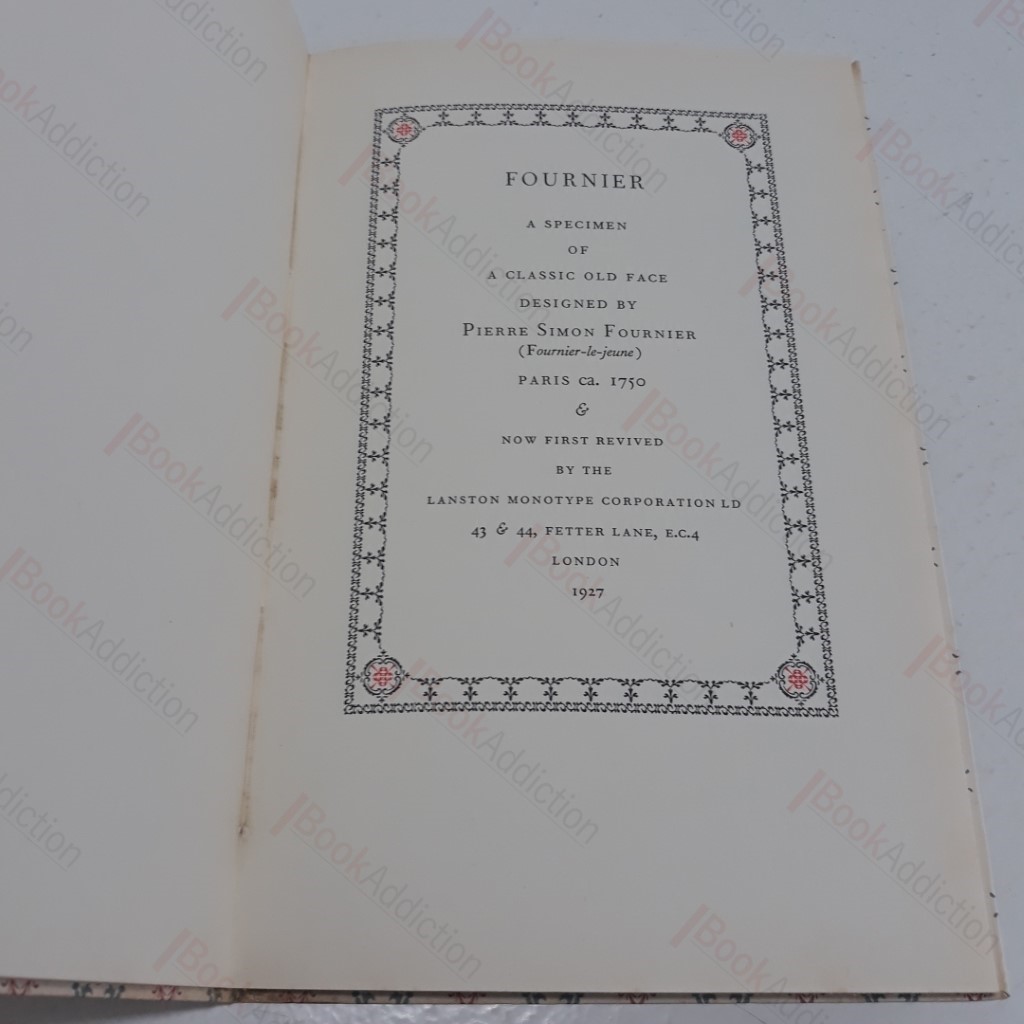 FOURNIER
A SPECIMEN
OF
A CLASSIC OLD FACE
DESIGNED BY
PIERRE SIMON FOURNIER
(Fournier-le-jeune)
PARIS ca. 1750
&
NOW FIRST REVIVED
BY THE
LANSTON MONOTYPE CORPORATION LD
43 & 44, FETTER LANE, E.C.4
LONDON
1927
BookAddiction